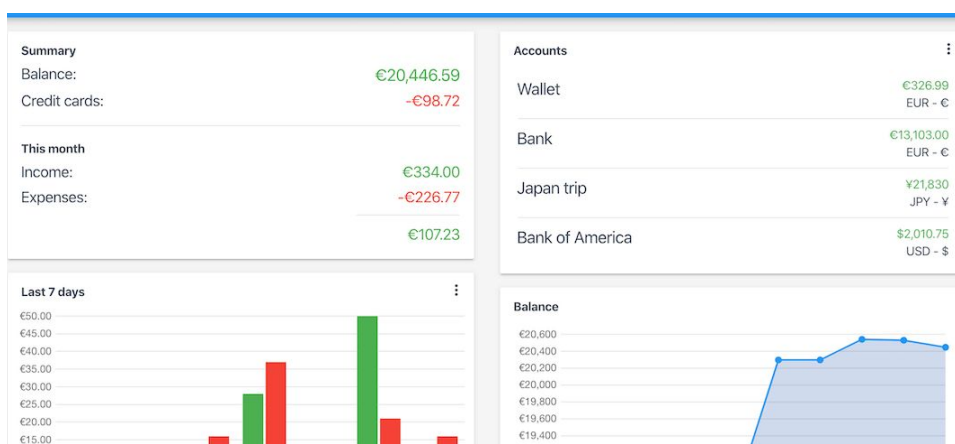 Summary
Balance: €20,446.59
Credit cards: -€98.72
This month
Income: €334.00
Expenses: -€226.77
€107.23
Accounts
Wallet €326.99
EUR - €
Bank €13,103.00
EUR - €
Japan trip ¥21,830
JPY - ¥
Bank of America $2,010.75
USD - $
Last 7 days
€50.00
€45.00
€40.00
€35.00
€30.00
€25.00
€20.00
€15.00
Balance
€20,600
€20,400
€20,200
€20,000
€19,800
€19,600
€19,400